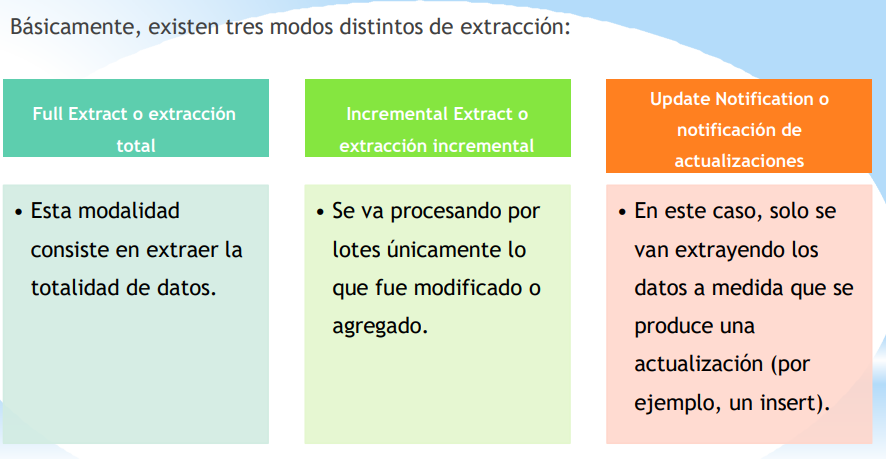 Básicamente, existen tres modos distintos de extracción:
Full Extract o extracción
total
• Esta modalidad
consiste en extraer la
totalidad de datos.
Incremental Extract o
extracción incremental
• Se va procesando por
lotes únicamente lo
que fue modificado o
agregado.
Update Notification o
notificación de
actualizaciones
• En este caso, solo se
van extrayendo los
datos a medida que se
produce una
actualización (por
ejemplo, un insert).